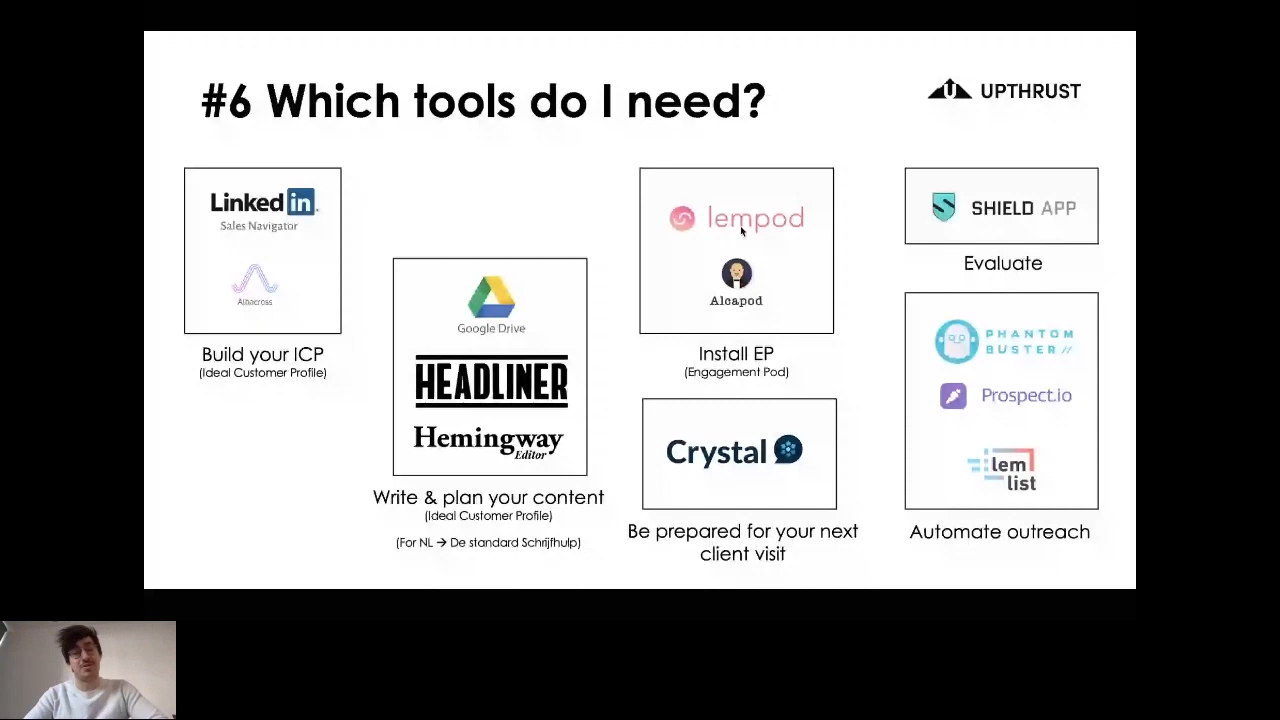 #6 Which tools do I need?
UPTHRUST
Linked in
Sales Navigator
Albacross
Build your ICP
(Ideal Customer Profile)
Google Drive
HEADLINER
Hemingway
Editor
Write & plan your content
(Ideal Customer Profile)
(For NL → De standard Schrijfhulp)
lempod
Alcapod
Install EP
(Engagement Pod)
Crystal
Be prepared for your next
client visit
SHIELD APP
Evaluate
PHANTOM
BUSTER //
Prospect.io
lem
list
Automate outreach